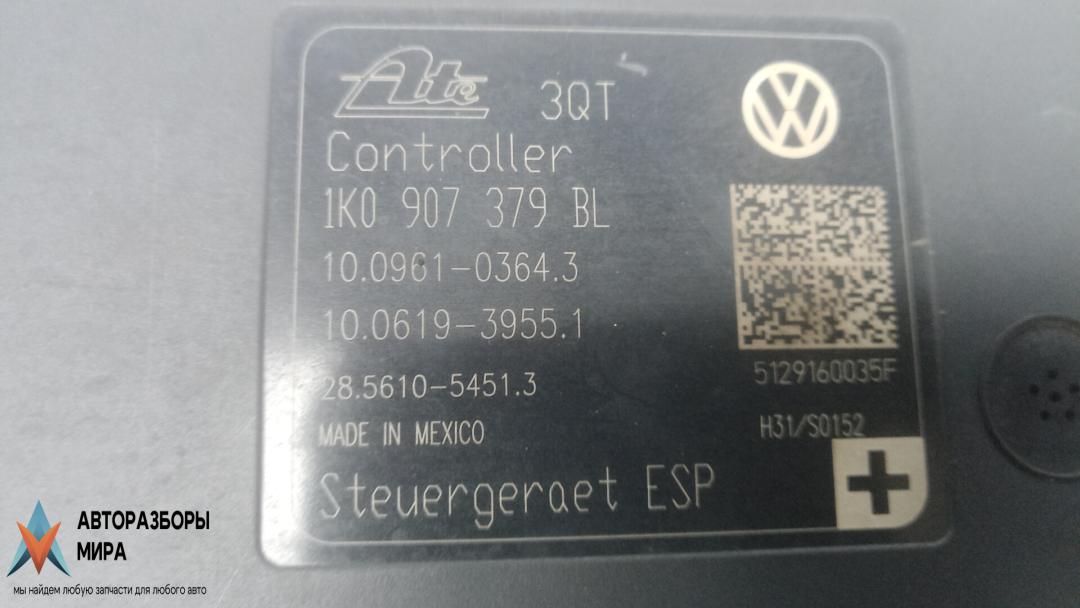 Ate 3QT
Controller
1K0 907 379 BL
10.0961-0364.3
10.0619-3955.1
28.5610-5451.3
5129160035F
MADE IN MEXICO
H31/S0152
Steuergeraet ESP
АВТОРАЗБОРЫ
МИРА
мы найдем любую запчасти для любого авто